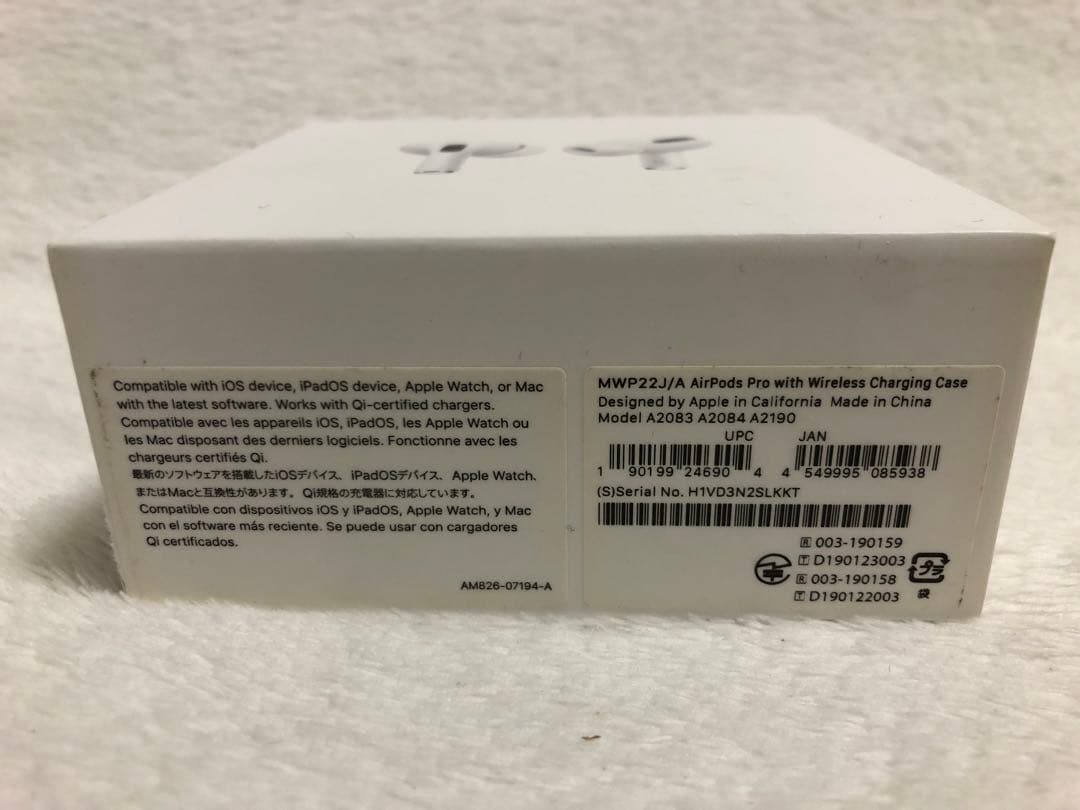 Compatible with iOS device, iPadOS device, Apple Watch, or Mac
with the latest software. Works with Qi-certified chargers.
Compatible avec les appareils iOS, iPadOS, les Apple Watch ou
les Mac disposant des derniers logiciels. Fonctionne avec les
chargeurs certifiés Qi.
最新のソフトウェアを搭載したiOSデバイス、iPadOSデバイス、Apple Watch、
またはMacと互換性があります。Qi規格の充電器に対応しています。
Compatible con dispositivos iOS y iPadOS, Apple Watch, y Mac
con el software más reciente. Se puede usar con cargadores
Qi certificados.
AM826-07194-A
MWP22J/A AirPods Pro with Wireless Charging Case
Designed by Apple in California Made in China
Model A2083 A2084 A2190
UPC JAN
1 90199 24690 4 4 549995 085938
(S)Serial No. H1VD3N2SLKKT
R 003-190159
T D190123003
R 003-190158
T D190122003
プラ
袋